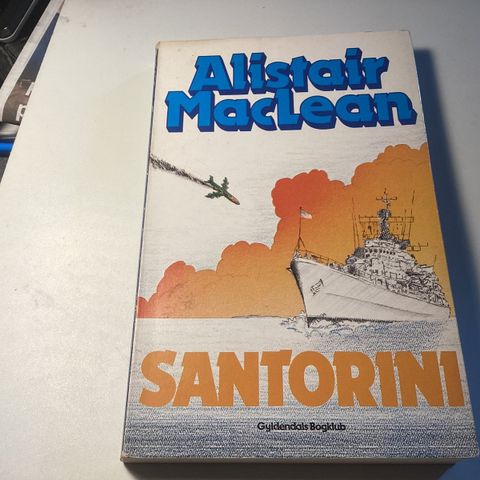 Alistair
MacLean
SANTORINI
Gyldendals Bogklub